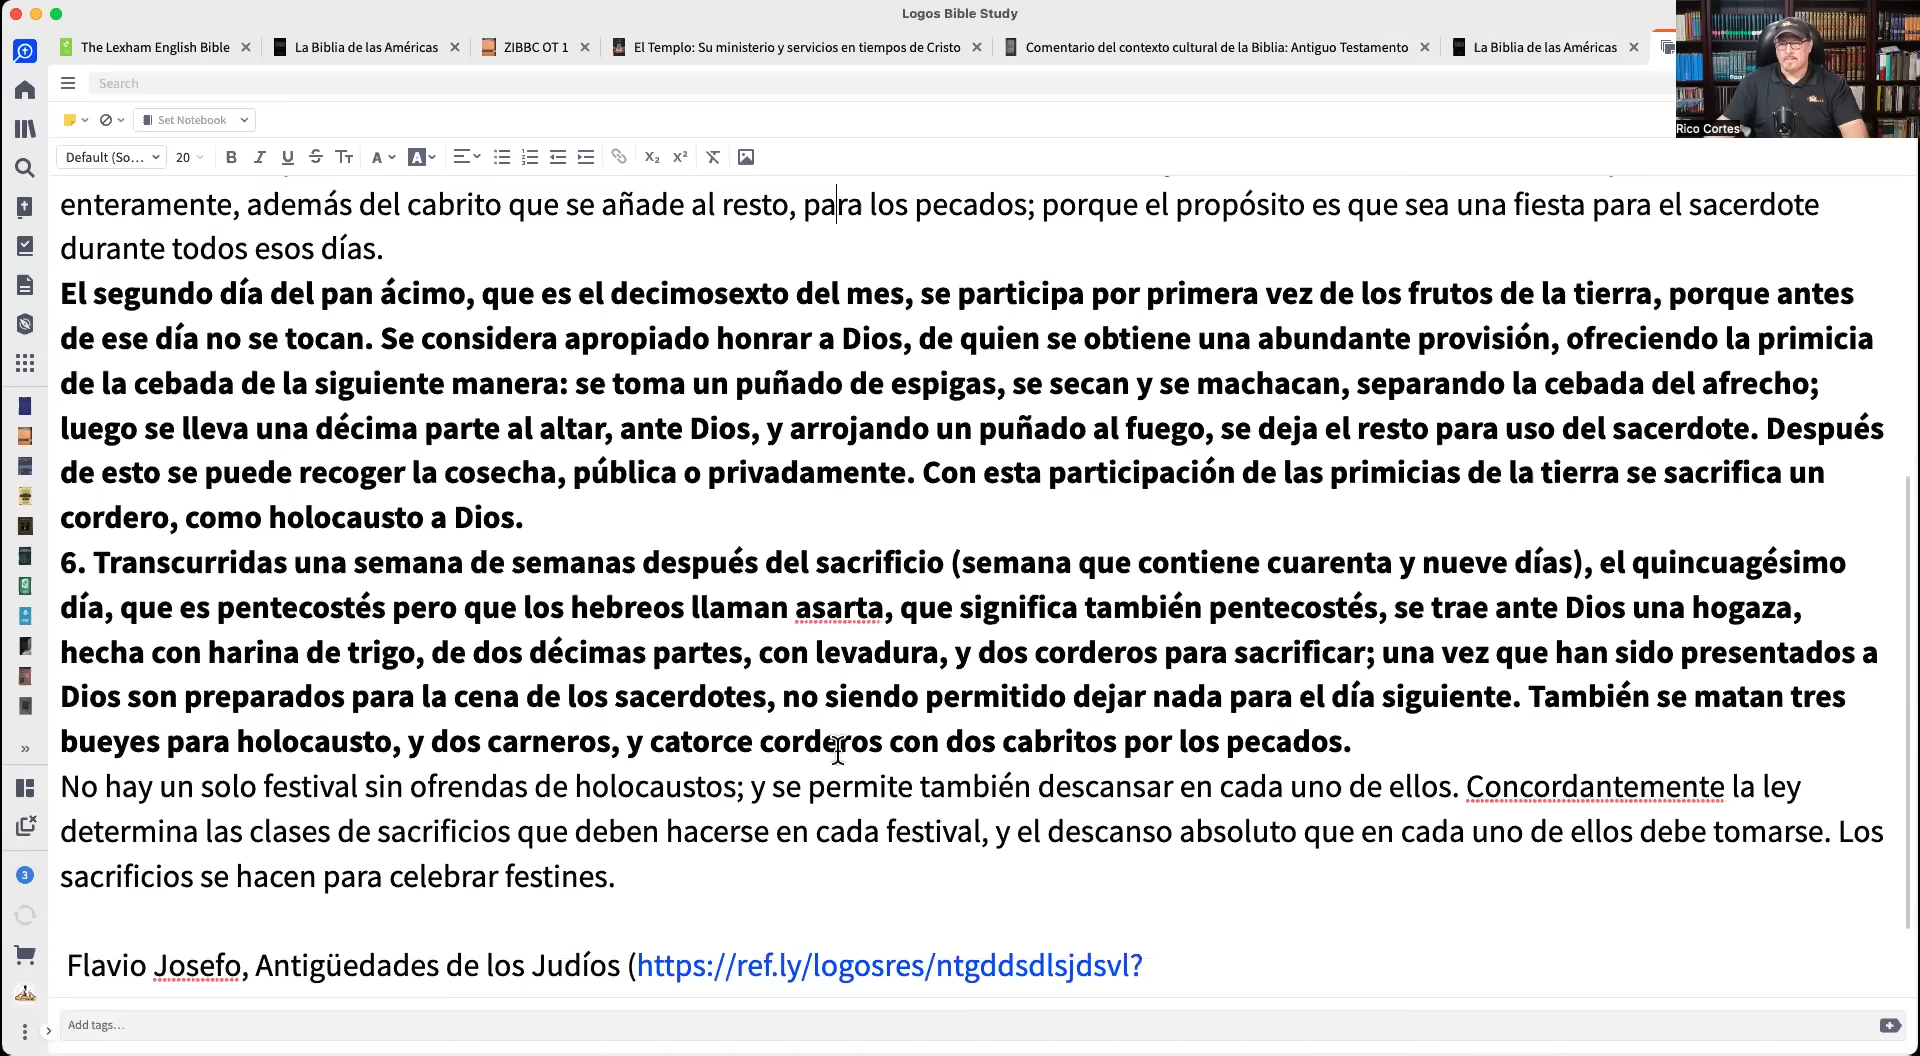 Logos Bible Study
The Lexham English Bible
La Biblia de las Américas
ZIBBC OT 1
El Templo: Su ministerio y servicios en tiempos de Cristo
Comentario del contexto cultural de la Biblia: Antiguo Testamento
La Biblia de las Américas
Rico Cortes
Search
Set Notebook
Default (So... 20
enteramente, además del cabrito que se añade al resto, para los pecados; porque el propósito es que sea una fiesta para el sacerdote
durante todos esos días.
El segundo día del pan ácimo, que es el decimosexto del mes, se participa por primera vez de los frutos de la tierra, porque antes
de ese día no se tocan. Se considera apropiado honrar a Dios, de quien se obtiene una abundante provisión, ofreciendo la primicia
de la cebada de la siguiente manera: se toma un puñado de espigas, se secan y se machacan, separando la cebada del afrecho;
luego se lleva una décima parte al altar, ante Dios, y arrojando un puñado al fuego, se deja el resto para uso del sacerdote. Después
de esto se puede recoger la cosecha, pública o privadamente. Con esta participación de las primicias de la tierra se sacrifica un
cordero, como holocausto a Dios.
6. Transcurridas una semana de semanas después del sacrificio (semana que contiene cuarenta y nueve días), el quincuagésimo
día, que es pentecostés pero que los hebreos llaman asarta, que significa también pentecostés, se trae ante Dios una hogaza,
hecha con harina de trigo, de dos décimas partes, con levadura, y dos corderos para sacrificar; una vez que han sido presentados a
Dios son preparados para la cena de los sacerdotes, no siendo permitido dejar nada para el día siguiente. También se matan tres
bueyes para holocausto, y dos carneros, y catorce corderos con dos cabritos por los pecados.
No hay un solo festival sin ofrendas de holocaustos; y se permite también descansar en cada uno de ellos. Concordantemente la ley
determina las clases de sacrificios que deben hacerse en cada festival, y el descanso absoluto que en cada uno de ellos debe tomarse. Los
sacrificios se hacen para celebrar festines.
Flavio Josefo, Antigüedades de los Judíos (https://ref.ly/logosres/ntgddsdlsjdsvl?
3
Add tags...